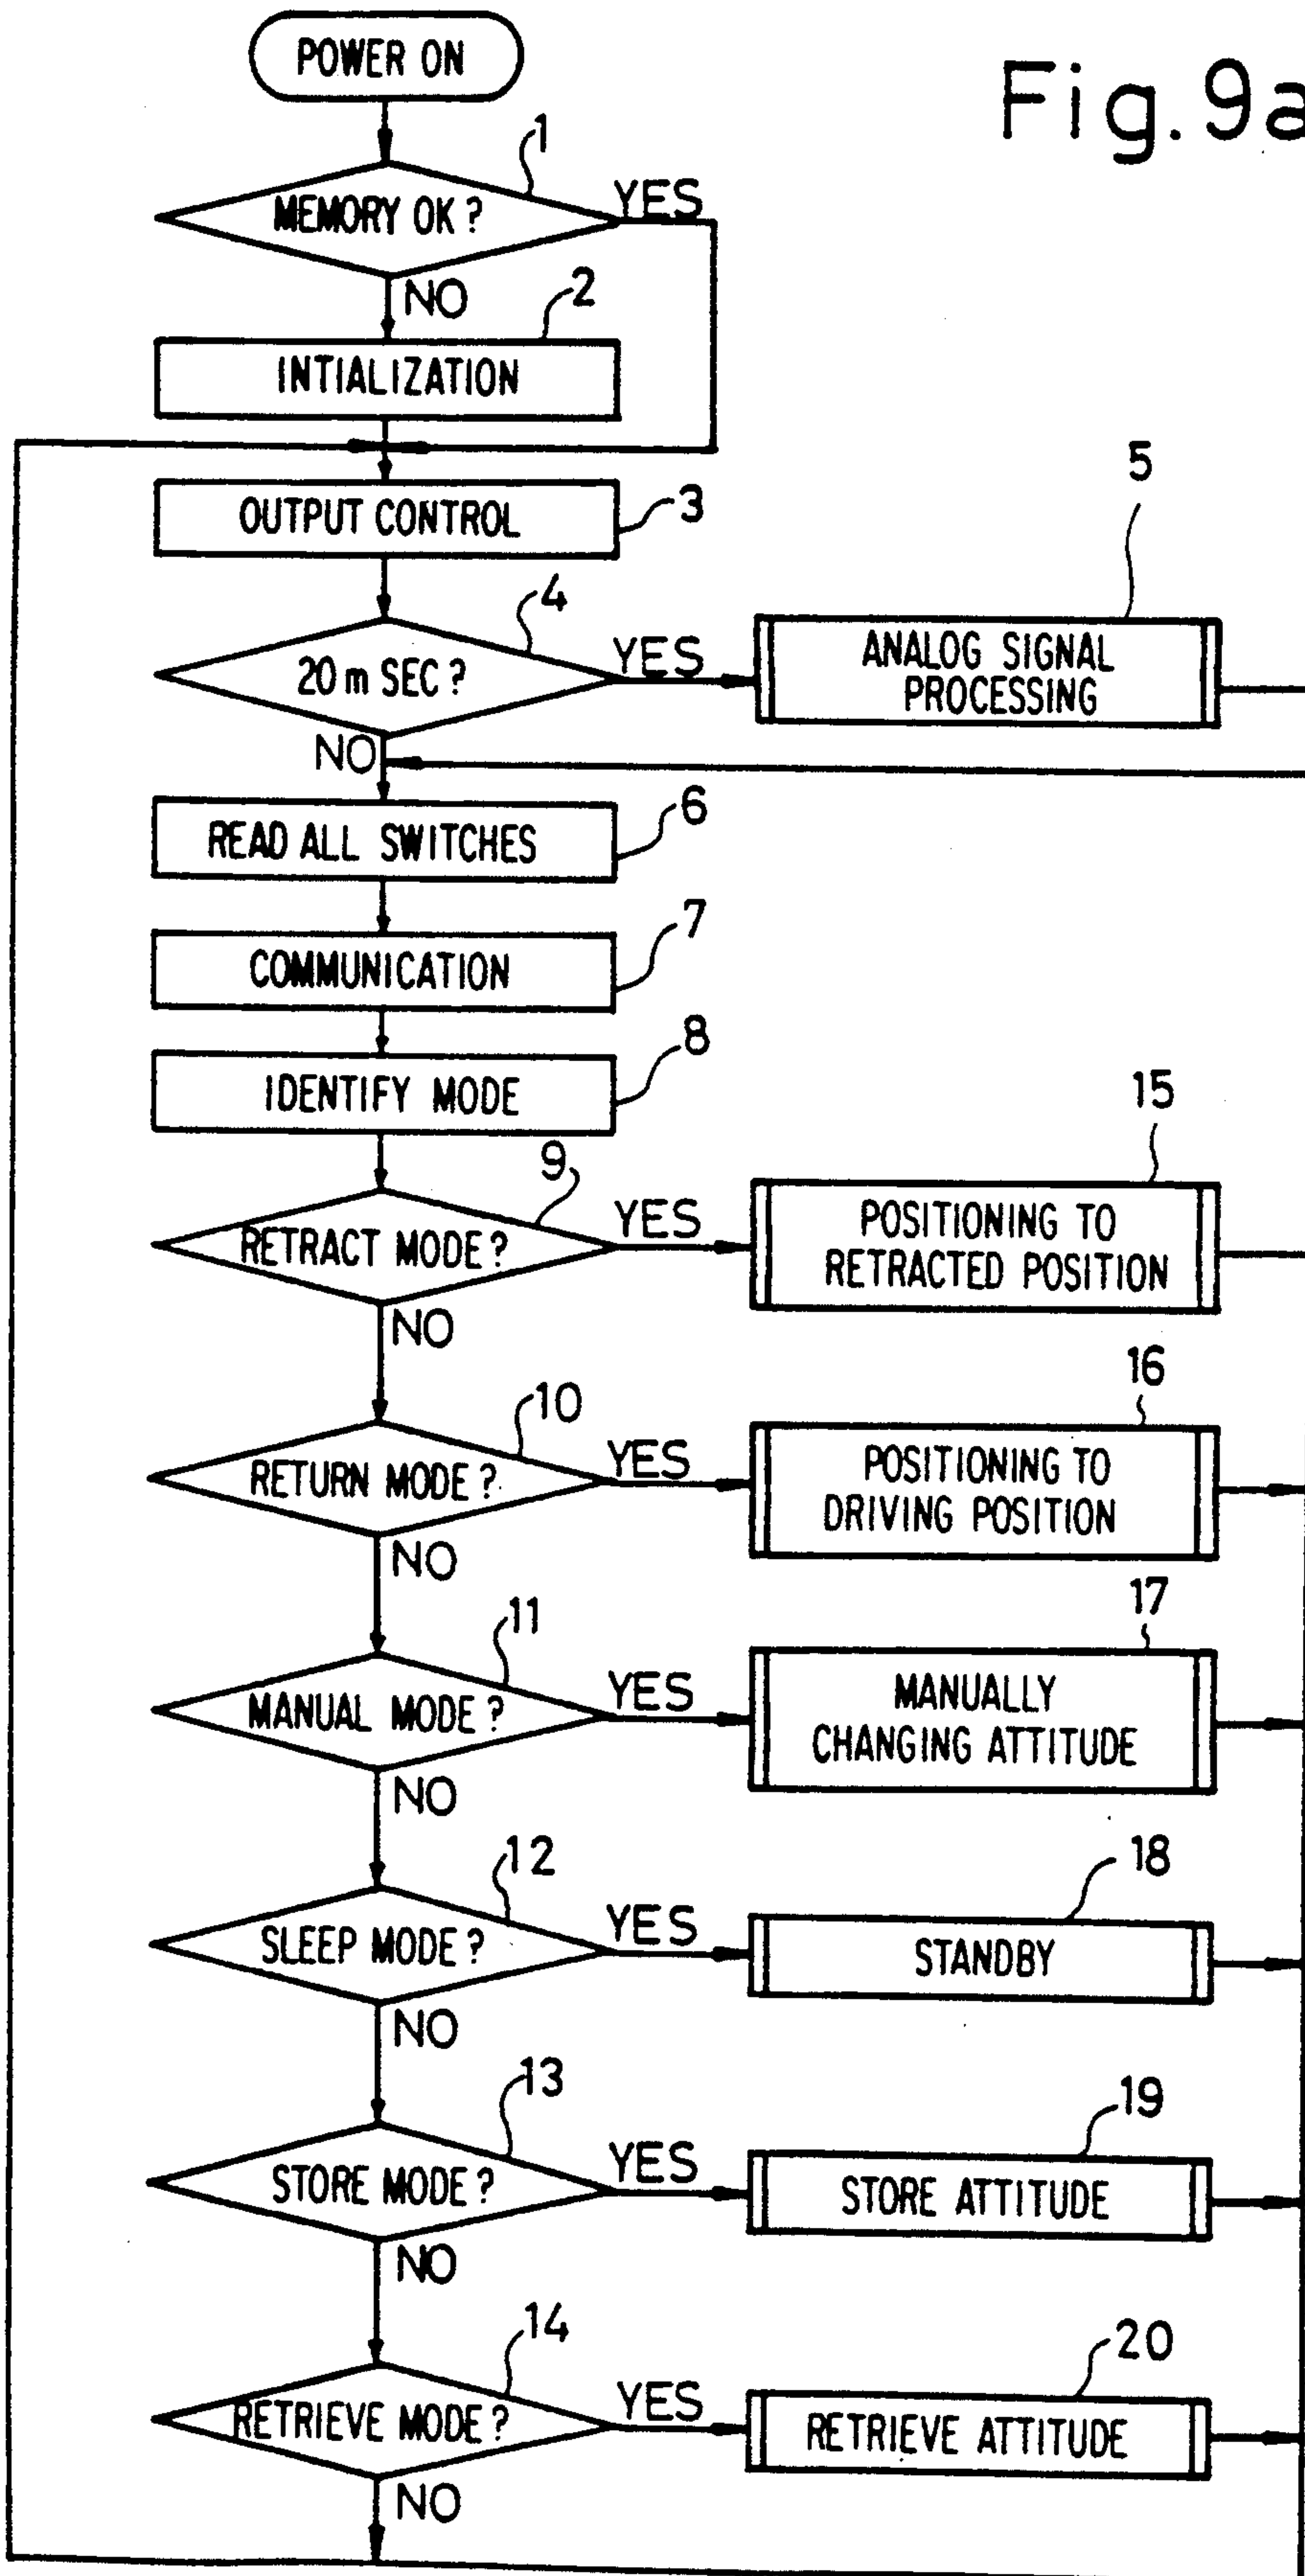 Fig. 9a
POWER ON
1
MEMORY OK ?
YES
NO
2
INTIALIZATION
OUTPUT CONTROL
3
4
20 m SEC ?
YES
5
ANALOG SIGNAL
PROCESSING
NO
READ ALL SWITCHES
6
COMMUNICATION
7
IDENTIFY MODE
8
9
RETRACT MODE ?
YES
15
POSITIONING TO
RETRACTED POSITION
NO
10
RETURN MODE ?
YES
16
POSITIONING TO
DRIVING POSITION
NO
11
MANUAL MODE ?
YES
17
MANUALLY
CHANGING ATTITUDE
NO
12
SLEEP MODE ?
YES
18
STANDBY
NO
13
STORE MODE ?
YES
19
STORE ATTITUDE
NO
14
RETRIEVE MODE ?
YES
20
RETRIEVE ATTITUDE
NO